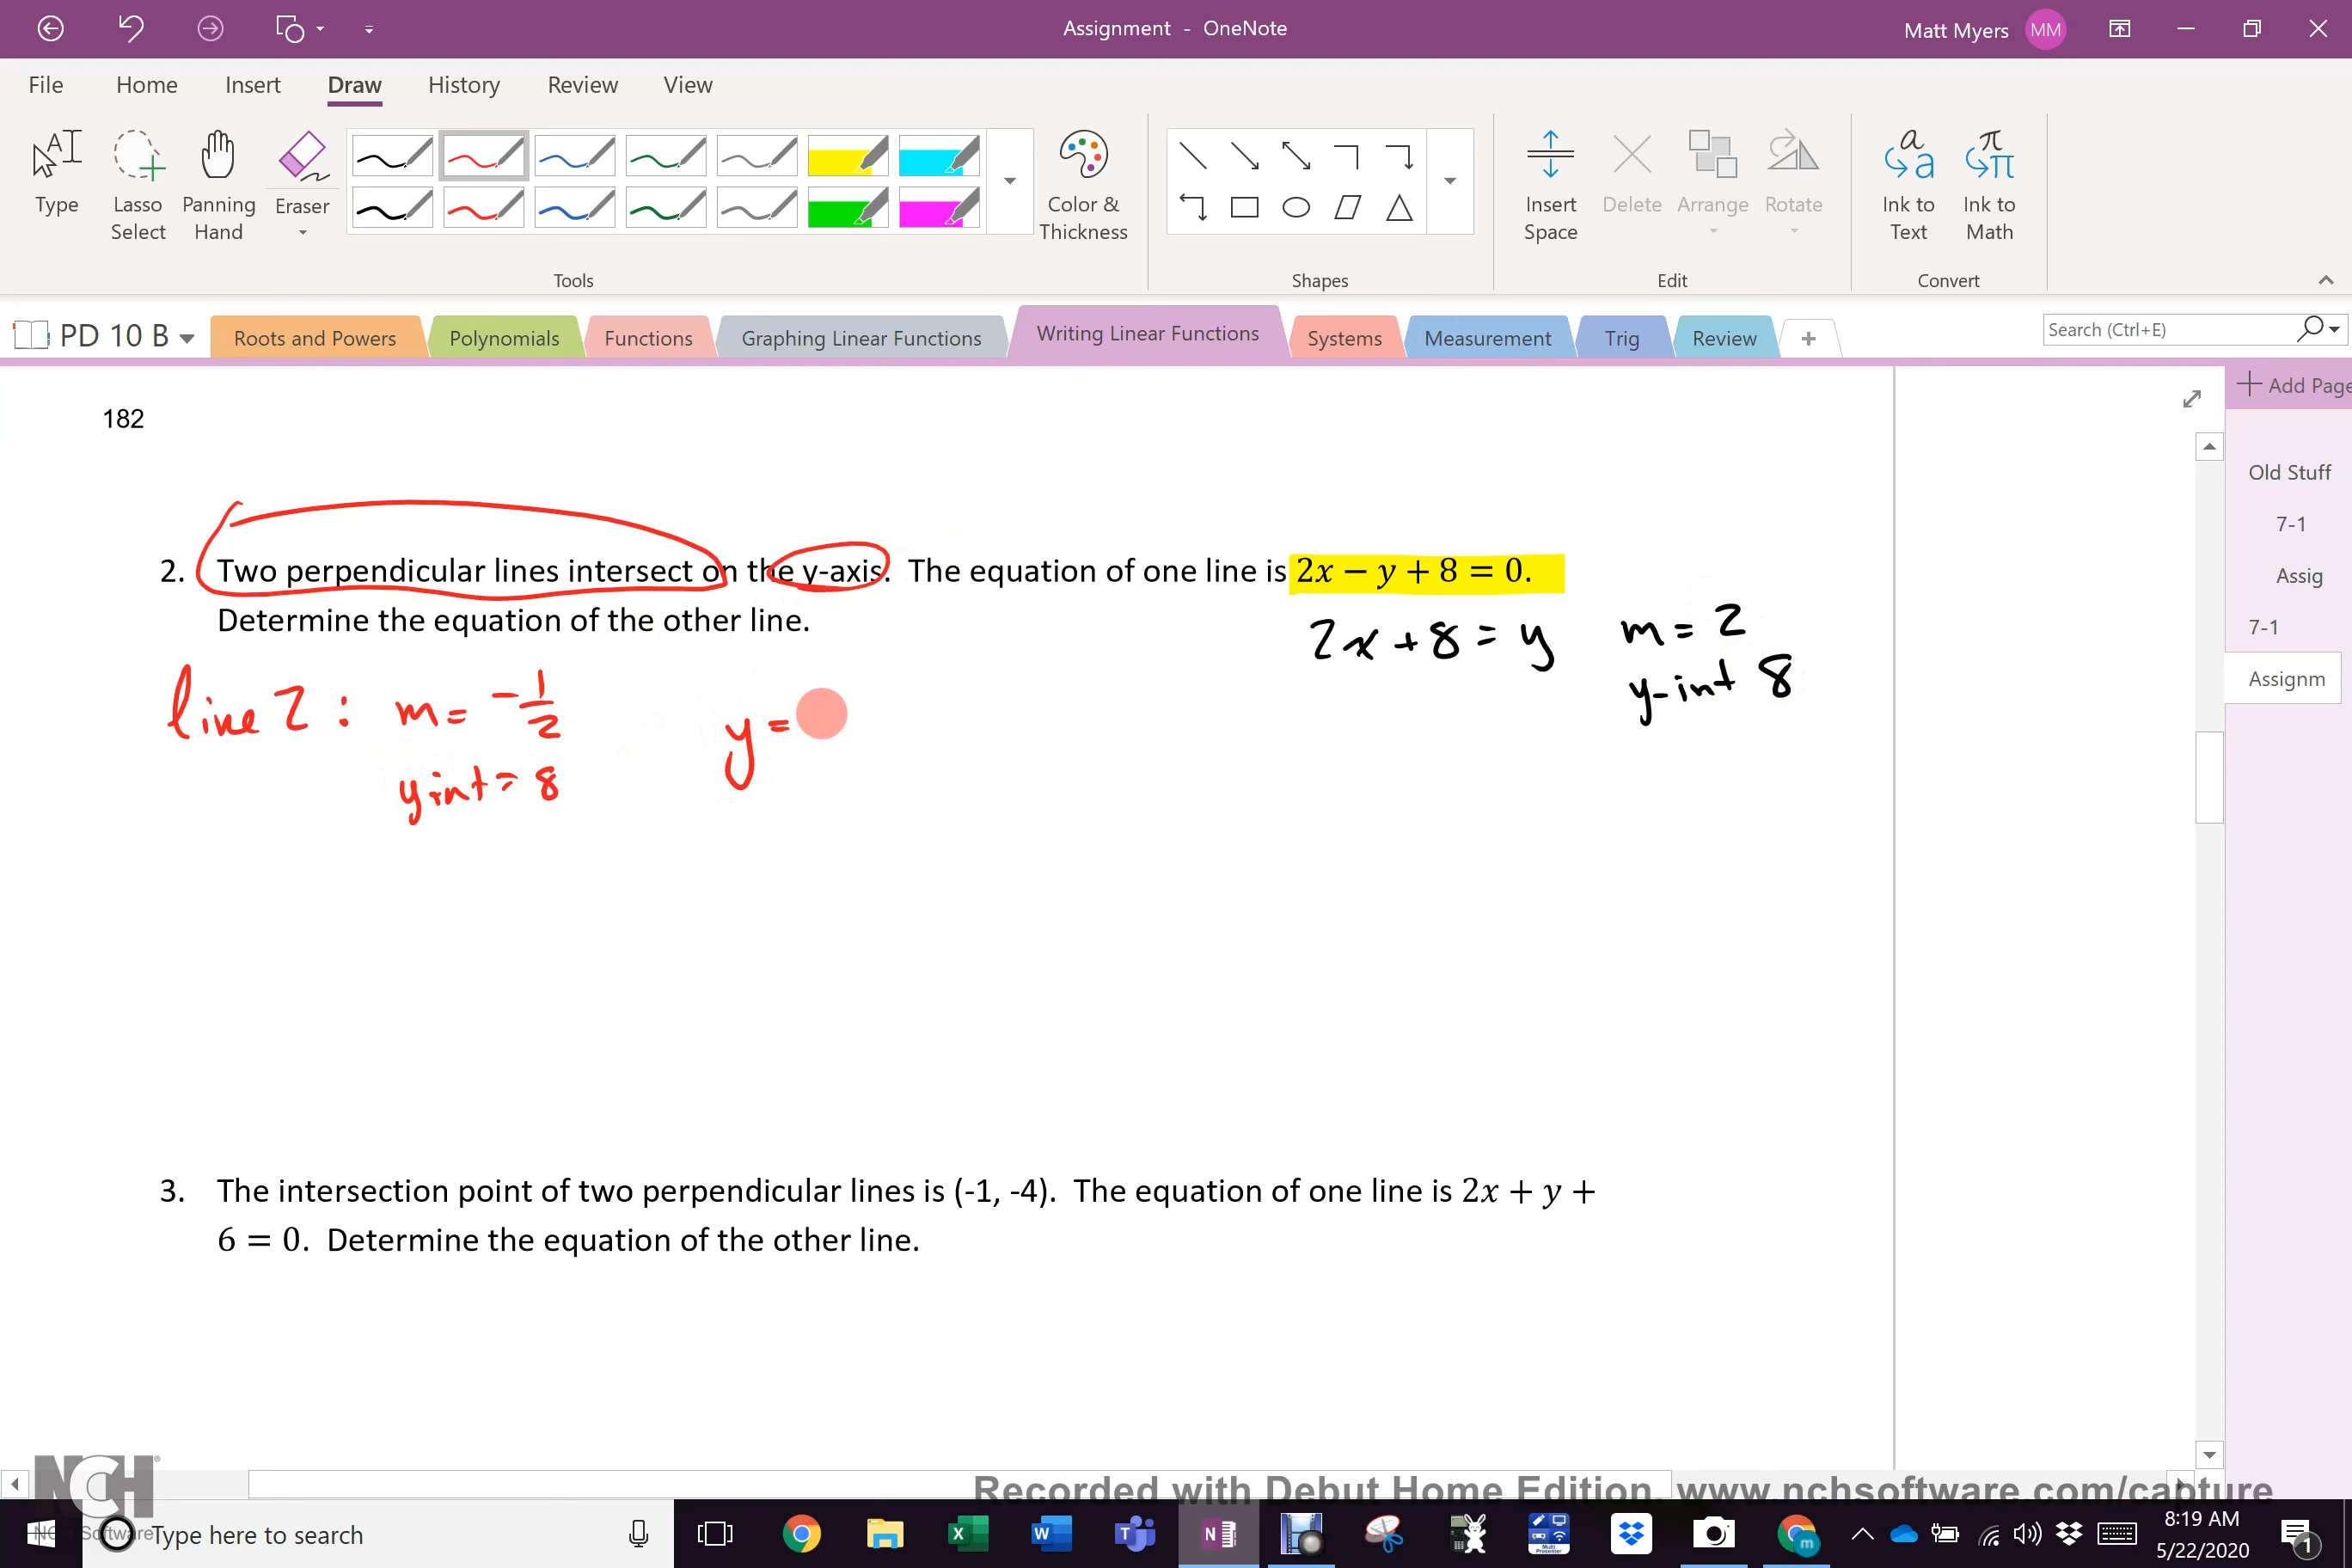 Assignment - OneNote
Matt Myers MM
File Home Insert Draw History Review View
Type
Lasso Select
Panning Hand
Eraser
Color & Thickness
Insert Space
Delete
Arrange
Rotate
Ink to Text
Ink to Math
Tools Shapes Edit Convert
PD 10 B Roots and Powers Polynomials Functions Graphing Linear Functions Writing Linear Functions Systems Measurement Trig Review + Search (Ctrl+E)
Add Page
Old Stuff
7-1
Assig
7-1
Assignm
182
2. Two perpendicular lines intersect on the y-axis. The equation of one line is 2x − y + 8 = 0.
Determine the equation of the other line.
2x + 8 = y
m = 2
y-int 8
line 2 : m = -1/2
y int = 8
y =
3. The intersection point of two perpendicular lines is (-1, -4). The equation of one line is 2x + y +
6 = 0. Determine the equation of the other line.
NCH
NCH Software
Recorded with Debut Home Edition. www.nchsoftware.com/capture
Type here to search
8:19 AM
5/22/2020
1